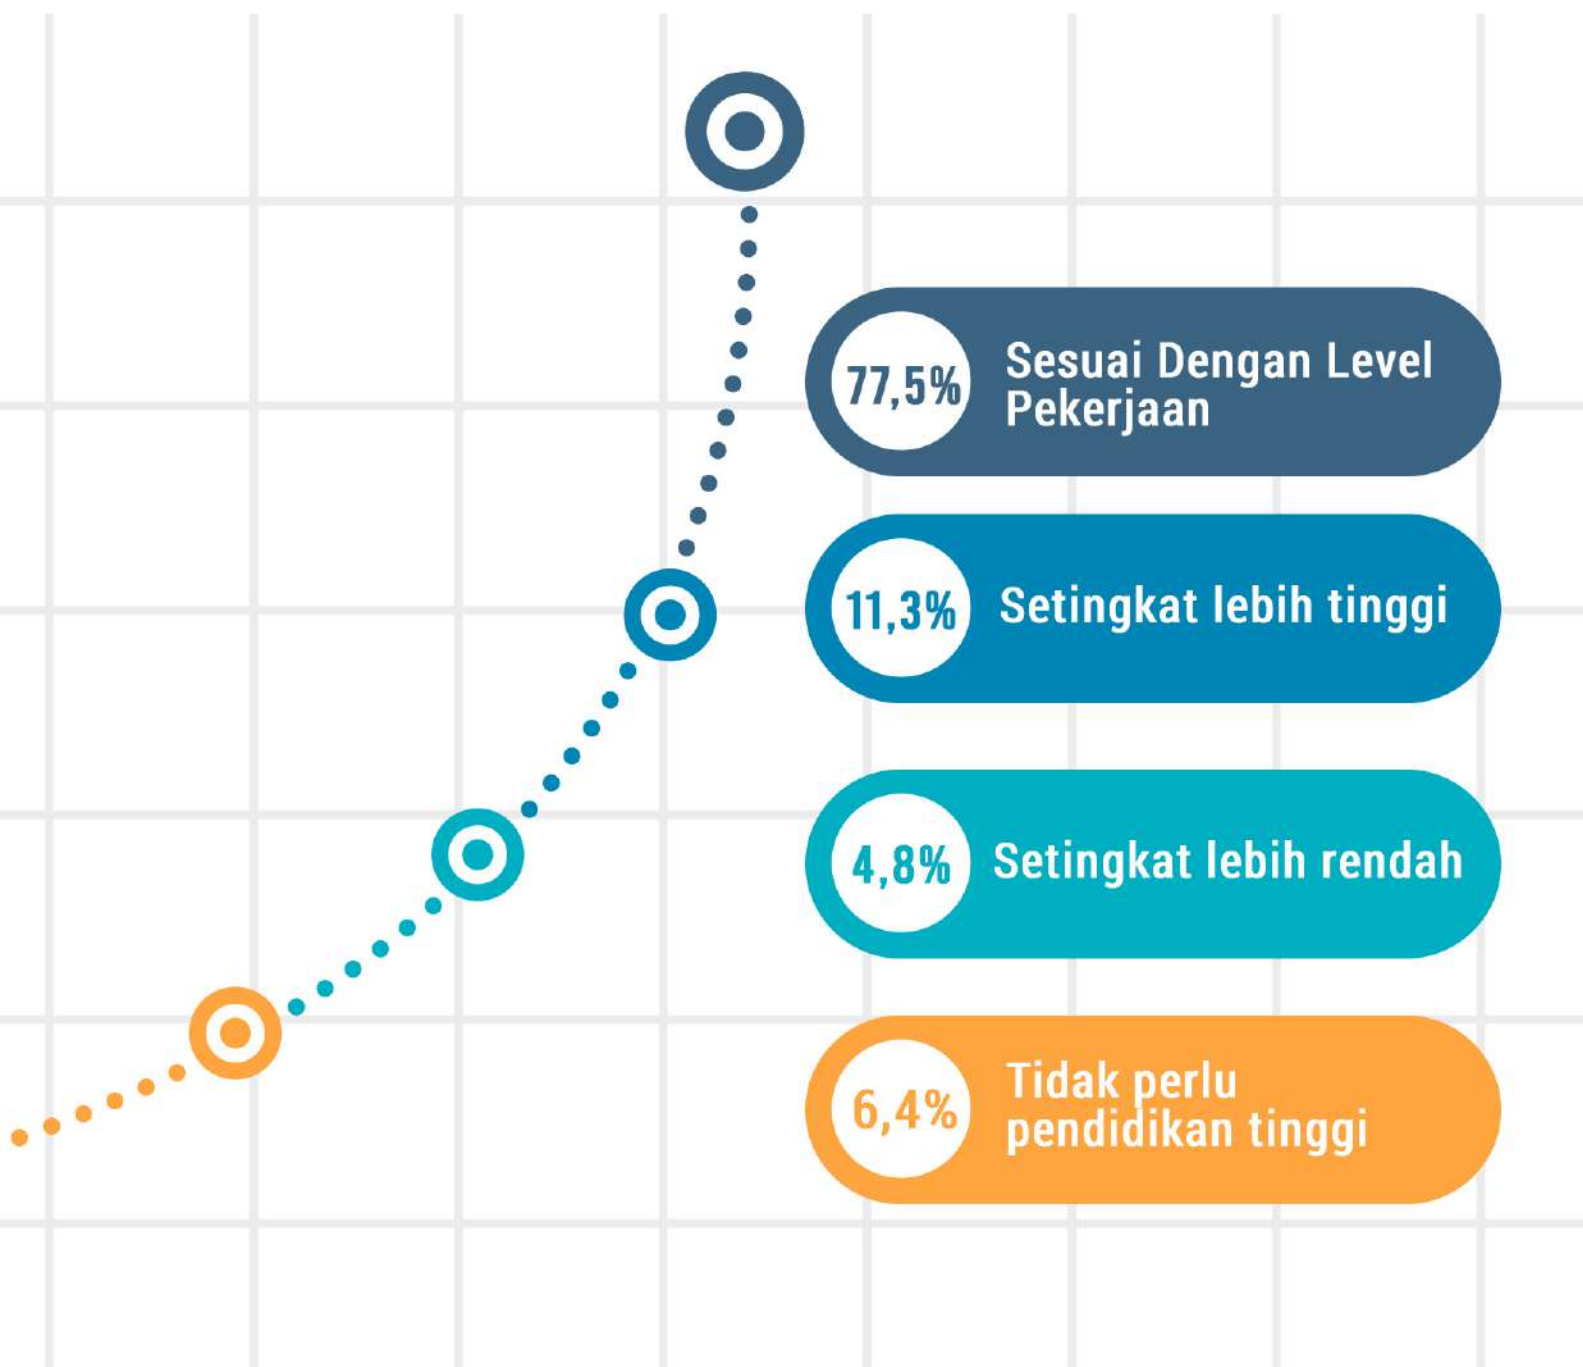 77,5%
Sesuai Dengan Level
Pekerjaan
11,3%
Setingkat lebih tinggi
4,8%
Setingkat lebih rendah
6,4%
Tidak perlu
pendidikan tinggi